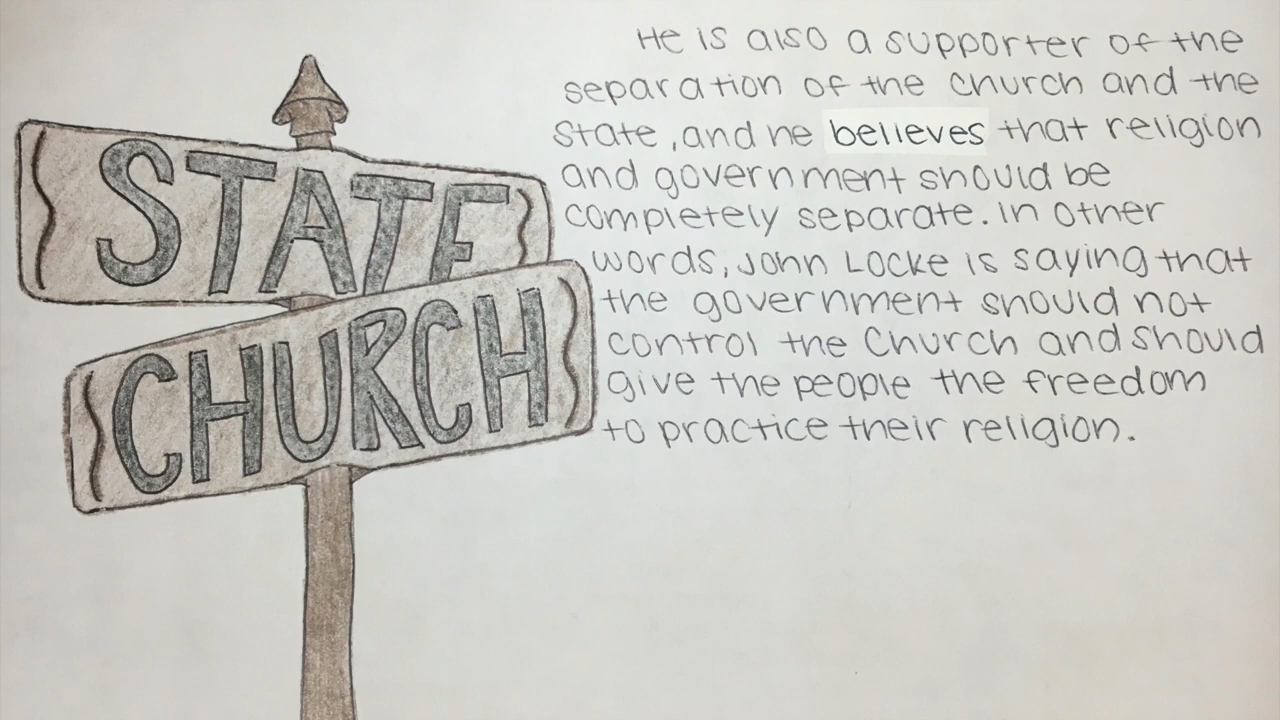 STATE
CHURCH
He is also a supporter of the
separation of the church and the
state, and he believes that religion
and government should be
completely separate. In other
words, John Locke is saying that
the government should not
control the Church and should
give the people the freedom
to practice their religion.